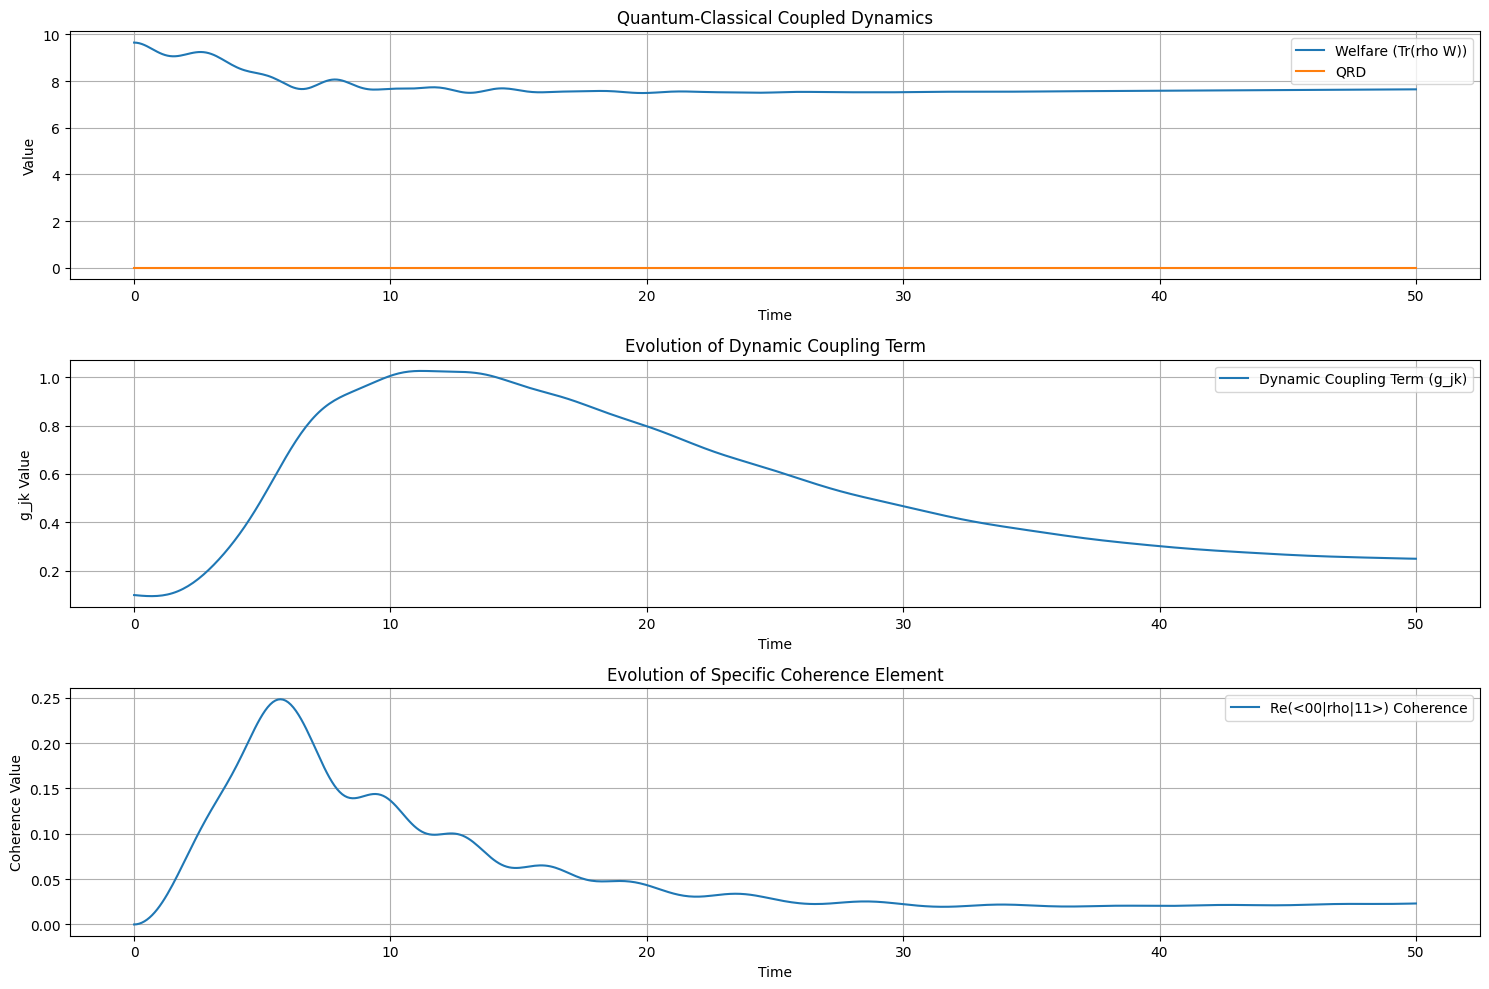 Quantum-Classical Coupled Dynamics
10
8
6
4
2
0
Value
Welfare (Tr(rho W))
QRD
0 10 20 30 40 50
Time
Evolution of Dynamic Coupling Term
1.0
0.8
0.6
0.4
0.2
g_jk Value
Dynamic Coupling Term (g_jk)
0 10 20 30 40 50
Time
Evolution of Specific Coherence Element
0.25
0.20
0.15
0.10
0.05
0.00
Coherence Value
Re(<00|rho|11>) Coherence
0 10 20 30 40 50
Time